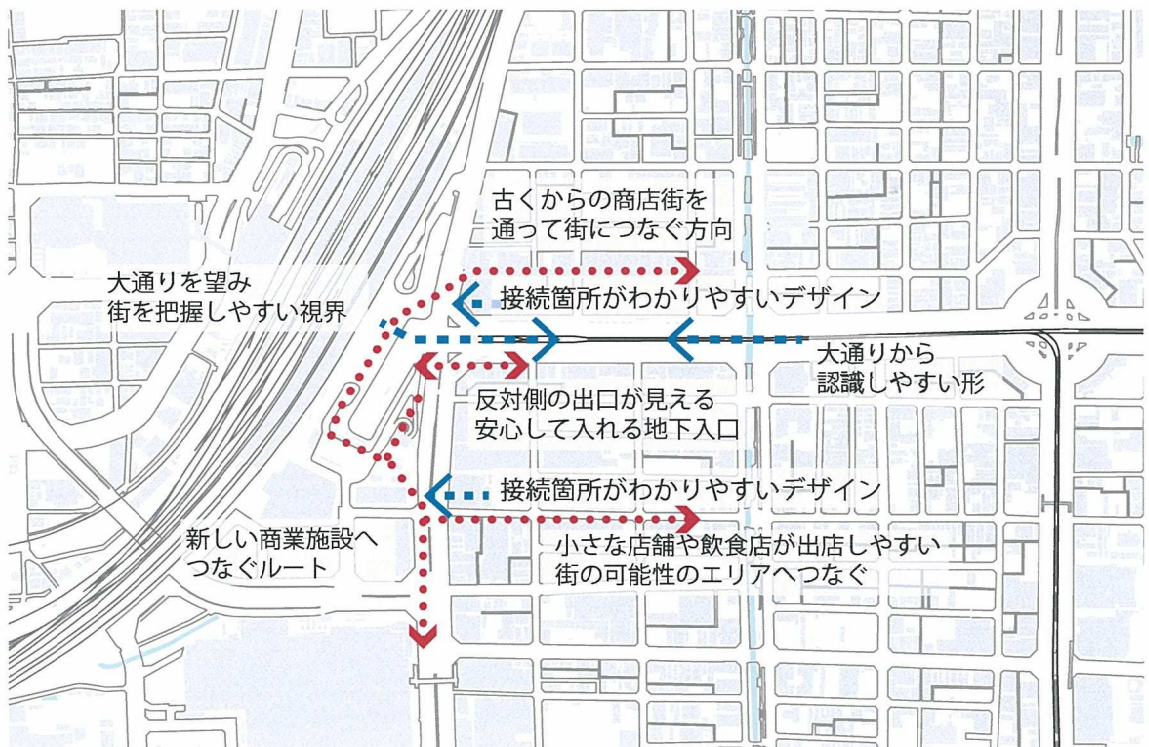 古くからの商店街を
通って街につなぐ方向
大通りを望み
街を把握しやすい視界
接続箇所がわかりやすいデザイン
大通りから
認識しやすい形
反対側の出口が見える
安心して入れる地下入口
接続箇所がわかりやすいデザイン
新しい商業施設へ
つなぐルート
小さな店舗や飲食店が出店しやすい
街の可能性のエリアへつなぐ